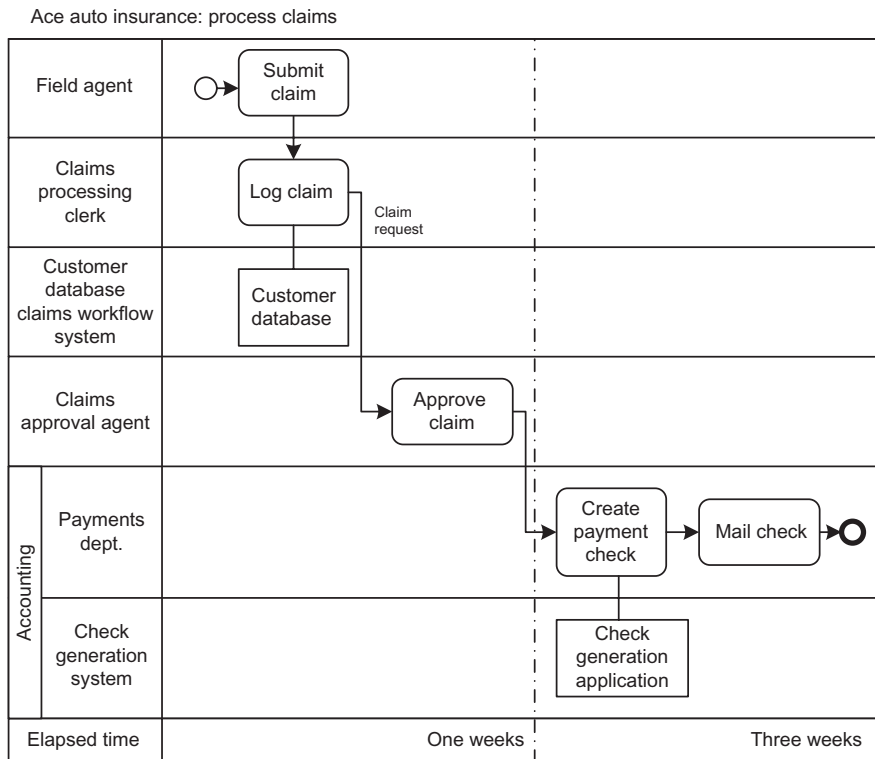 Ace auto insurance: process claims
Field agent
Submit
claim
Claims
processing
clerk
Log claim
Claim
request
Customer
database
claims workflow
system
Customer
database
Claims
approval agent
Approve
claim
Accounting
Payments
dept.
Create
payment
check
Mail check
Check
generation
system
Check
generation
application
Elapsed time
One weeks
Three weeks